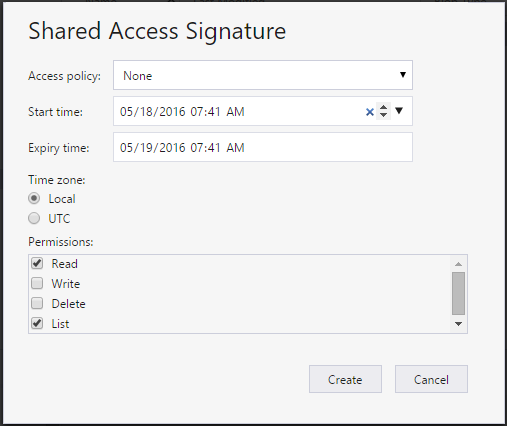 Shared Access Signature
Access policy: None
Start time: 05/18/2016 07:41 AM
Expiry time: 05/19/2016 07:41 AM
Time zone:
Local
UTC
Permissions:
Read
Write
Delete
List
Create Cancel